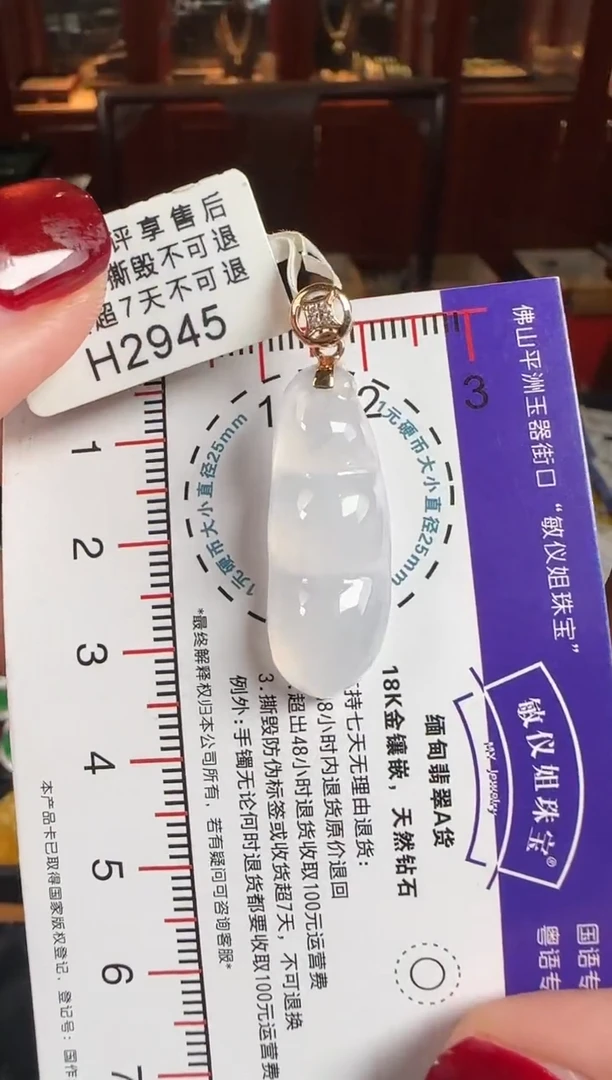 评享售后
撕毁不可退
超7天不可退
H2945
1
2
3
1
2
3
4
5
6
7
1元硬币大小直径25mm
1元硬币大小直径25mm
佛山平洲玉器街口“敏仪姐珠宝”
敏仪姐珠宝®
MY Jewelry
国语专
粤语专
缅甸翡翠A货
18K金镶嵌，天然钻石
持七天无理由退货：
8小时内退货原价退回
超出48小时退货收取100元运营费
3.撕毁防伪标签或收货超7天，不可退换
例外：手镯无论何时退货都要收取100元运营费
*最终解释权归本公司所有，若有疑问可咨询客服*
本产品卡已取得国家版权登记，登记号：国作